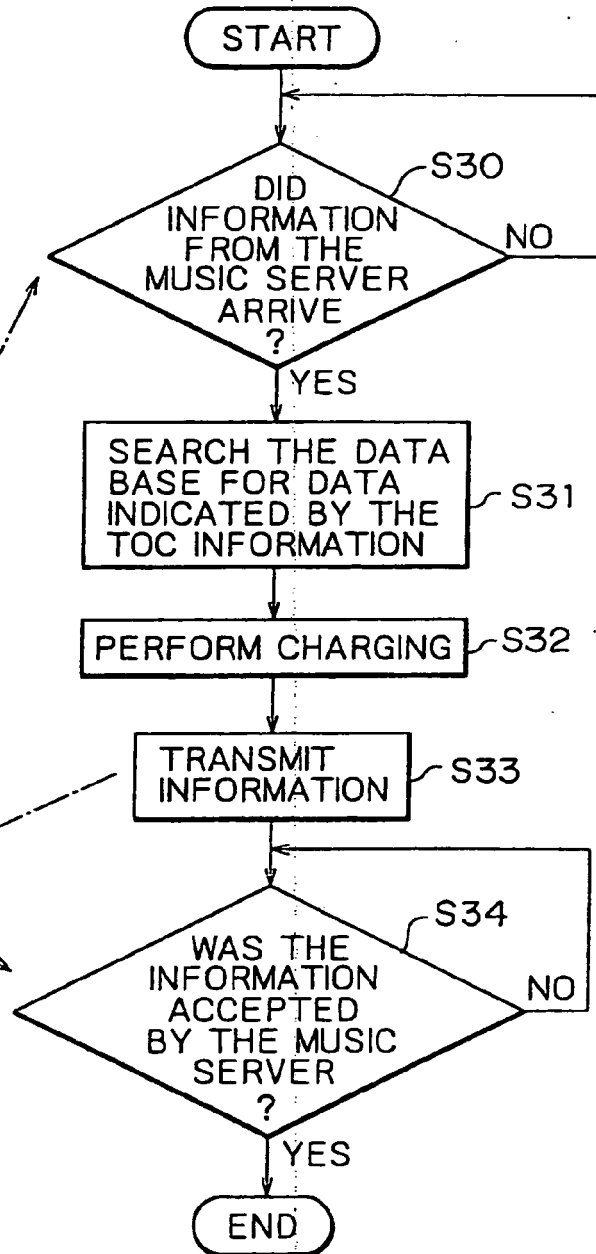 START
S30
DID
INFORMATION
FROM THE
MUSIC SERVER
ARRIVE
?
NO
YES
SEARCH THE DATA
BASE FOR DATA
INDICATED BY THE
TOC INFORMATION
S31
PERFORM CHARGING
S32
TRANSMIT
INFORMATION
S33
S34
WAS THE
INFORMATION
ACCEPTED
BY THE MUSIC
SERVER
?
NO
YES
END